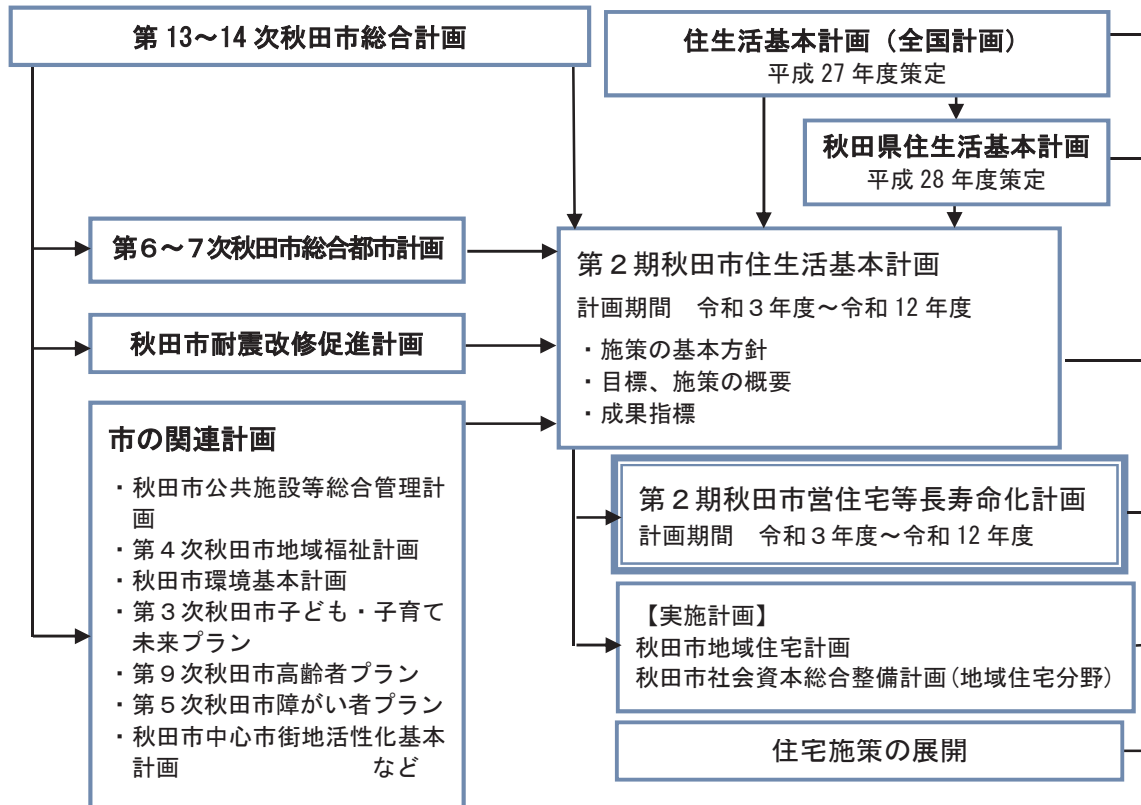 第13～14次秋田市総合計画
住生活基本計画（全国計画）
平成27年度策定
秋田県住生活基本計画
平成28年度策定
第６～７次秋田市総合都市計画
秋田市耐震改修促進計画
市の関連計画
・秋田市公共施設等総合管理計
画
・第４次秋田市地域福祉計画
・秋田市環境基本計画
・第３次秋田市子ども・子育て
未来プラン
・第９次秋田市高齢者プラン
・第５次秋田市障がい者プラン
・秋田市中心市街地活性化基本
計画　　　　　　　など
第２期秋田市住生活基本計画
計画期間　令和３年度～令和12年度
・施策の基本方針
・目標、施策の概要
・成果指標
第２期秋田市営住宅等長寿命化計画
計画期間　令和３年度～令和12年度
【実施計画】
秋田市地域住宅計画
秋田市社会資本総合整備計画(地域住宅分野)
住宅施策の展開